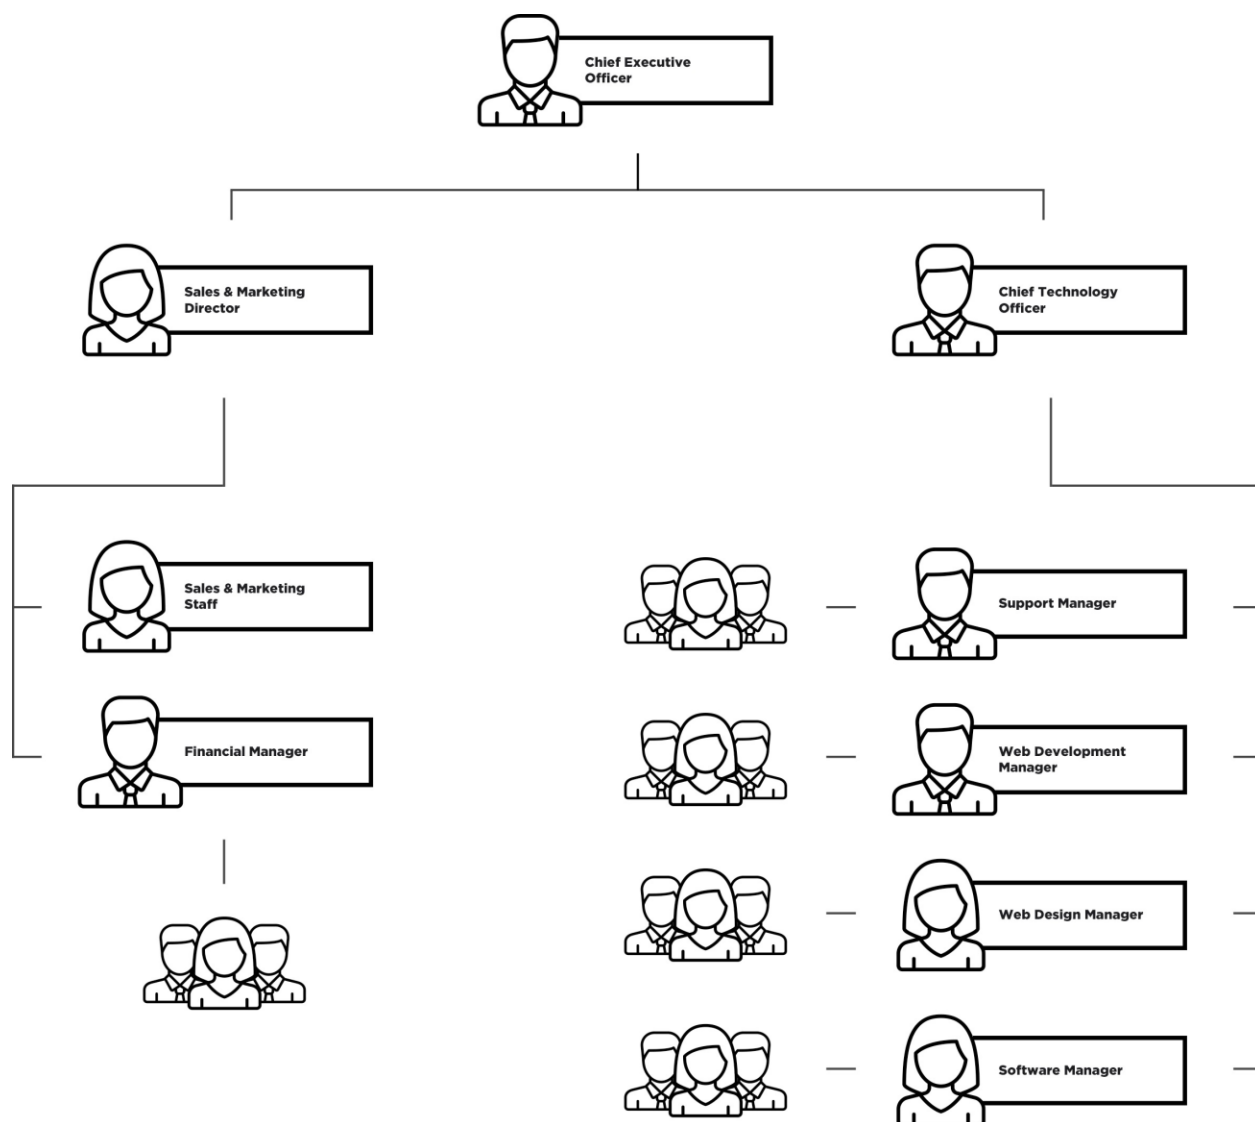 Chief Executive
Officer
Sales & Marketing
Director
Chief Technology
Officer
Sales & Marketing
Staff
Financial Manager
Support Manager
Web Development
Manager
Web Design Manager
Software Manager